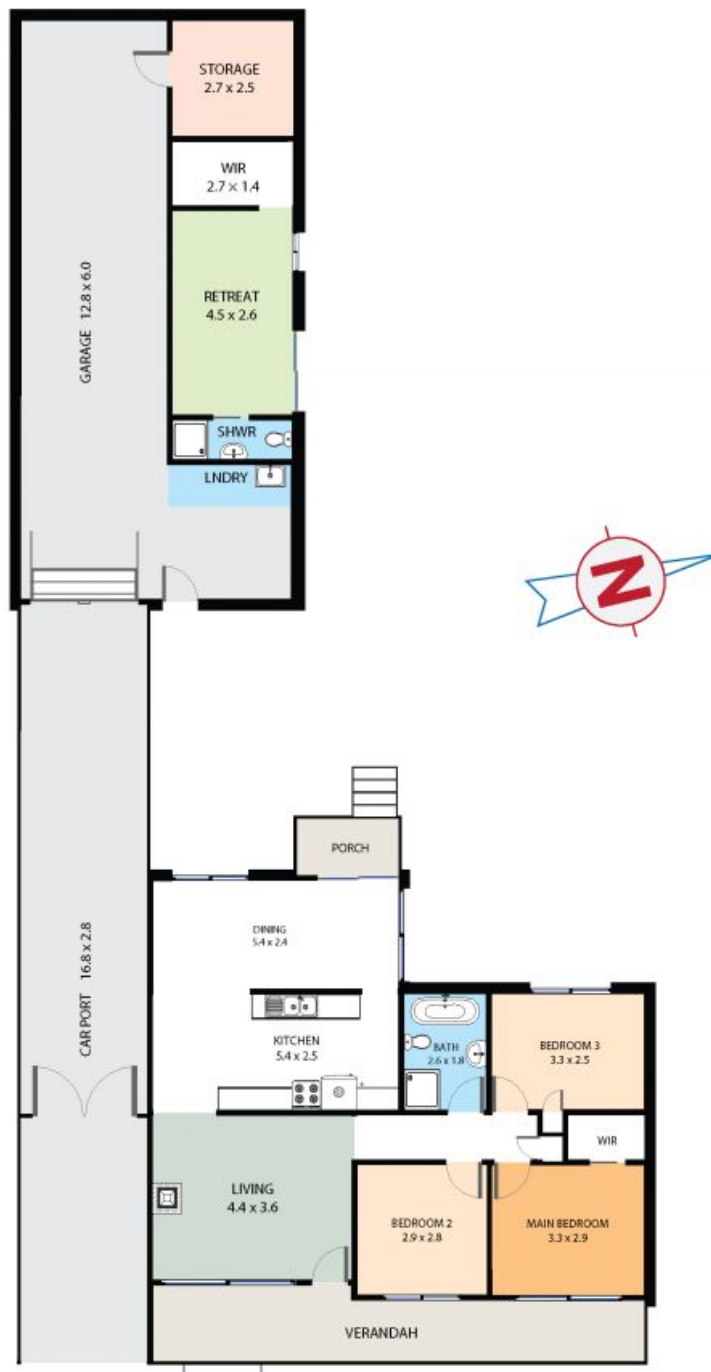 STORAGE
2.7 x 2.5
WIR
2.7 × 1.4
GARAGE 12.8 x 6.0
RETREAT
4.5 x 2.6
SHWR
LNDRY
N
PORCH
DINING
5.4 x 2.4
CAR PORT 16.8 x 2.8
KITCHEN
5.4 x 2.5
BATH
2.6 x 1.8
BEDROOM 3
3.3 x 2.5
WIR
LIVING
4.4 x 3.6
BEDROOM 2
2.9 x 2.8
MAIN BEDROOM
3.3 x 2.9
VERANDAH